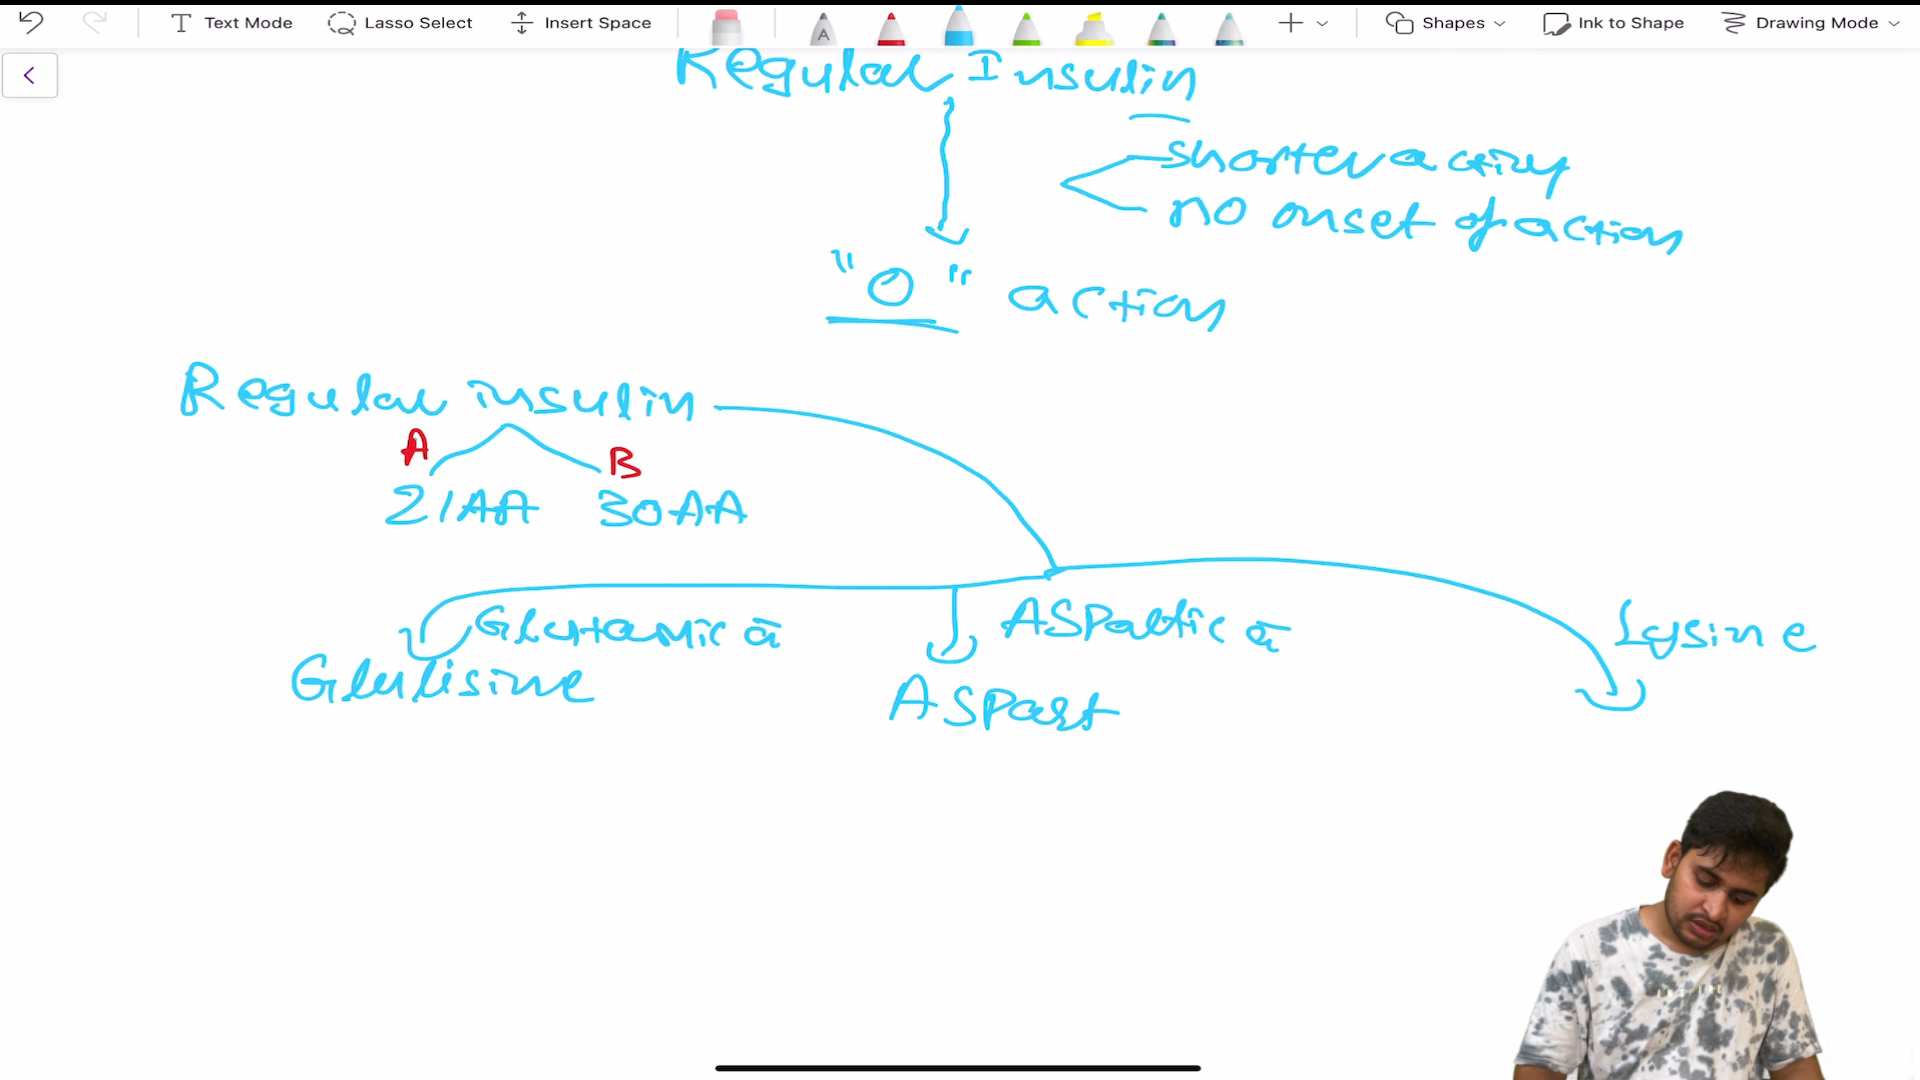 Text Mode Lasso Select Insert Space A Shapes Ink to Shape Drawing Mode
Regular Insulin
shorter acting
no onset of action
"O" action
Regular insulin
A B
21AA 30AA
Glutamic a
Aspartic a
Lysine
Glulisine
ASPart